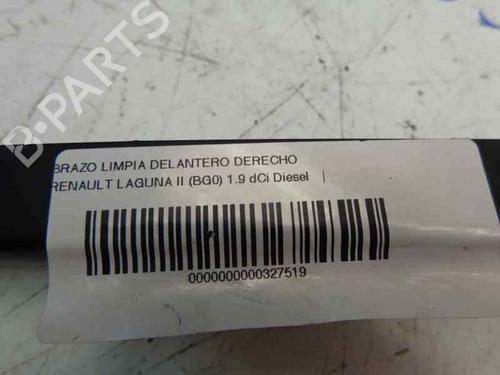 BRAZO LIMPIA DELANTERO DERECHO
RENAULT LAGUNA II (BG0) 1.9 dCi Diesel |
0000000000327519
B-PARTS